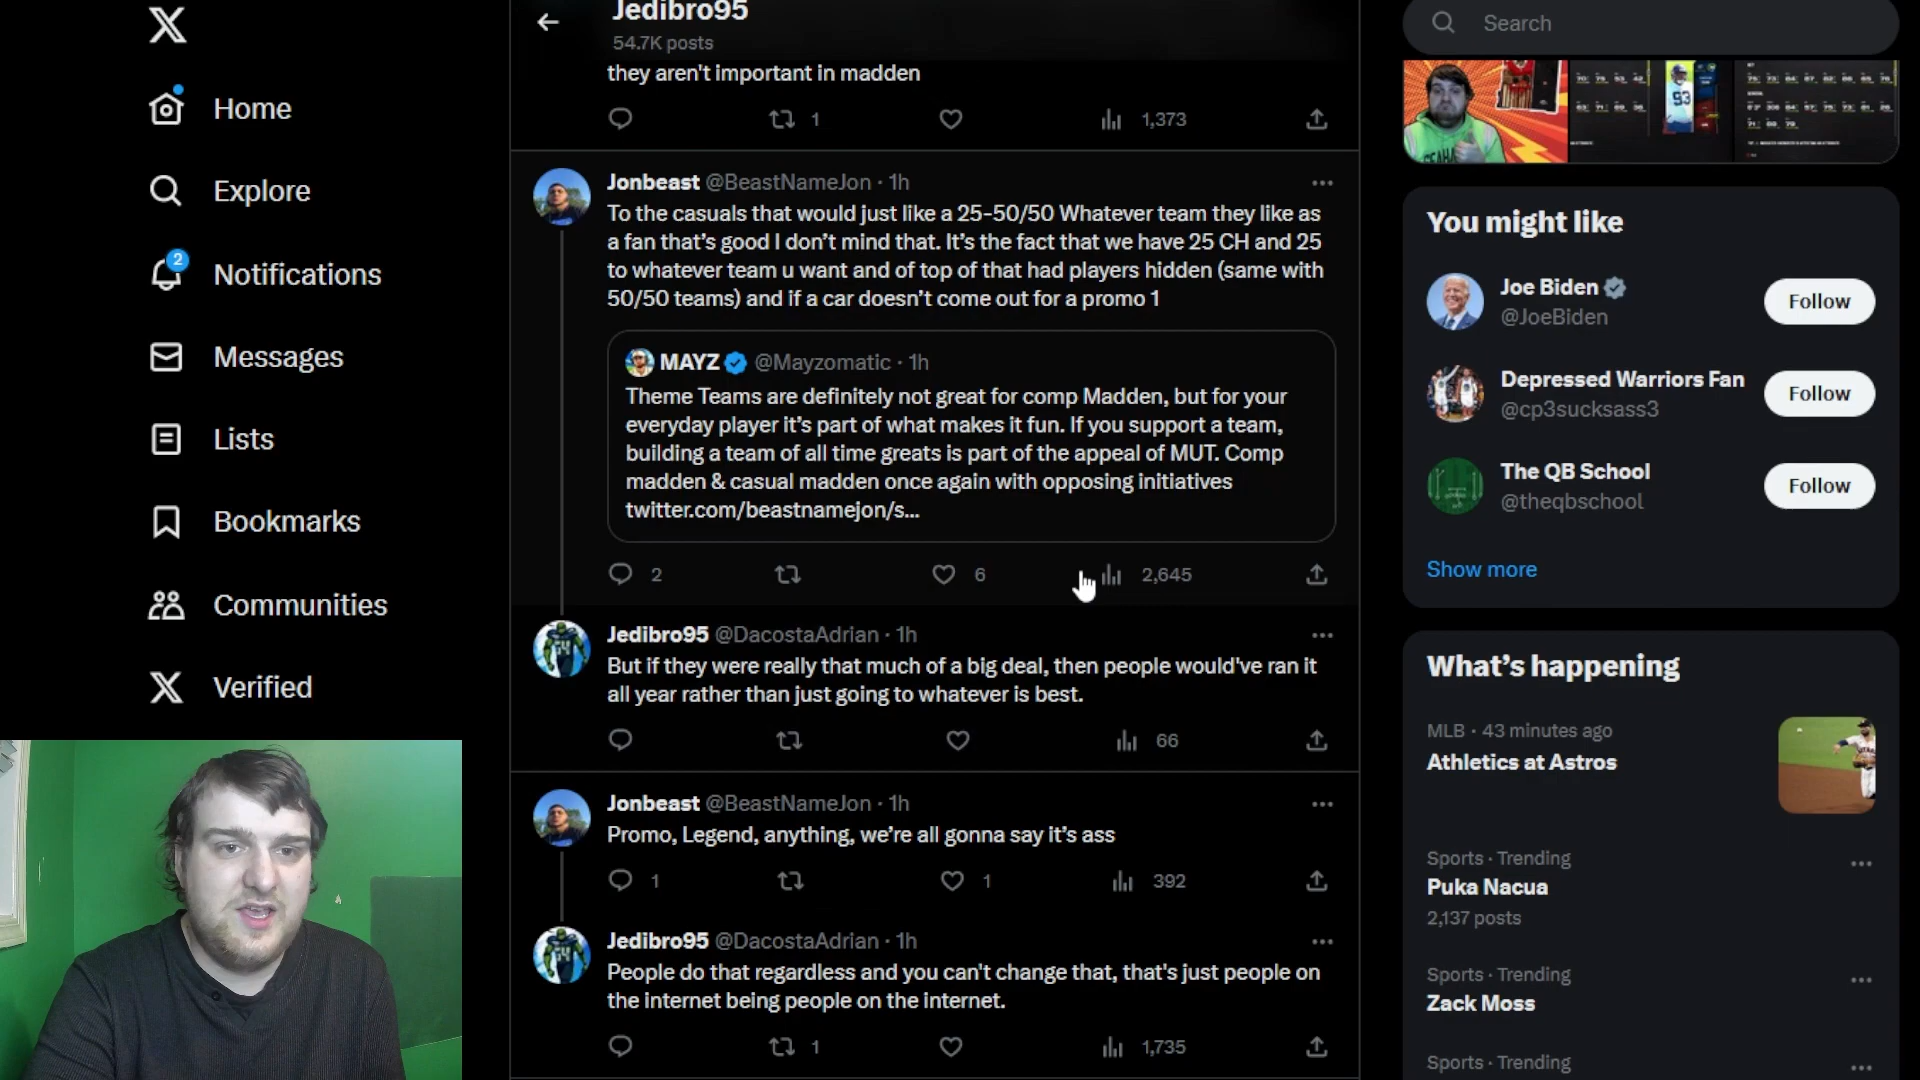 Home
Explore
2
Notifications
Messages
Lists
Bookmarks
Communities
Verified
Jedibro95
54.7K posts
they aren't important in madden
1
1,373
Jonbeast @BeastNameJon · 1h
To the casuals that would just like a 25-50/50 Whatever team they like as
a fan that's good I don't mind that. It's the fact that we have 25 CH and 25
to whatever team u want and of top of that had players hidden (same with
50/50 teams) and if a car doesn't come out for a promo 1
MAYZ @Mayzomatic · 1h
Theme Teams are definitely not great for comp Madden, but for your
everyday player it's part of what makes it fun. If you support a team,
building a team of all time greats is part of the appeal of MUT. Comp
madden & casual madden once again with opposing initiatives
twitter.com/beastnamejon/s...
2
6
2,645
Jedibro95 @DacostaAdrian · 1h
But if they were really that much of a big deal, then people would've ran it
all year rather than just going to whatever is best.
66
Jonbeast @BeastNameJon · 1h
Promo, Legend, anything, we're all gonna say it's ass
1
1
392
Jedibro95 @DacostaAdrian · 1h
People do that regardless and you can't change that, that's just people on
the internet being people on the internet.
1
1,735
Search
93
You might like
Joe Biden
@JoeBiden
Follow
Depressed Warriors Fan
@cp3sucksass3
Follow
The QB School
@theqbschool
Follow
Show more
What's happening
MLB · 43 minutes ago
Athletics at Astros
Sports · Trending
Puka Nacua
2,137 posts
Sports · Trending
Zack Moss
Sports · Trending